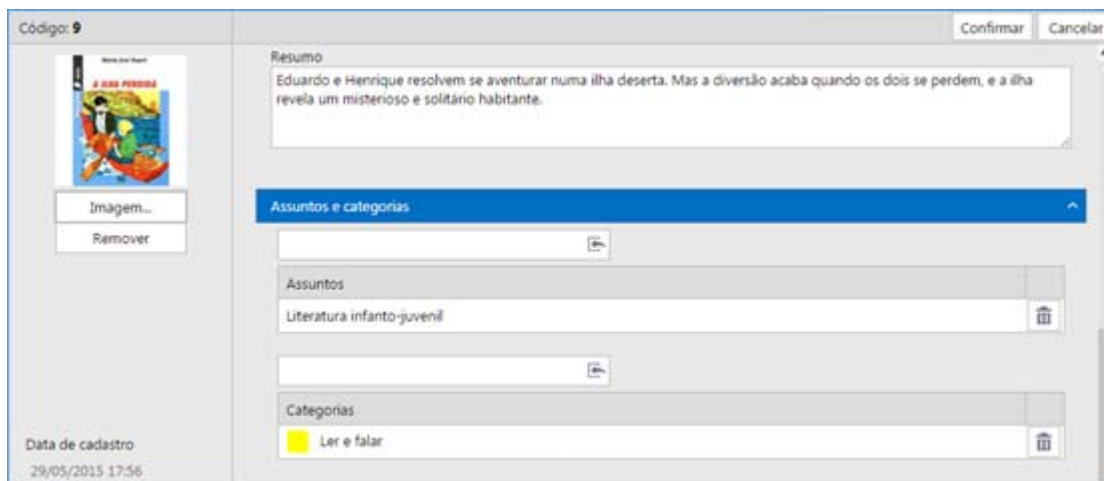 Código: 9
Confirmar
Cancelar
Resumo
Eduardo e Henrique resolvem se aventurar numa ilha deserta. Mas a diversão acaba quando os dois se perdem, e a ilha
revela um misterioso e solitário habitante.
A ILHA PERDIDA
Imagem...
Remover
Assuntos e categorias
Assuntos
Literatura infanto-juvenil
Categorias
Ler e falar
Data de cadastro
29/05/2015 17:56